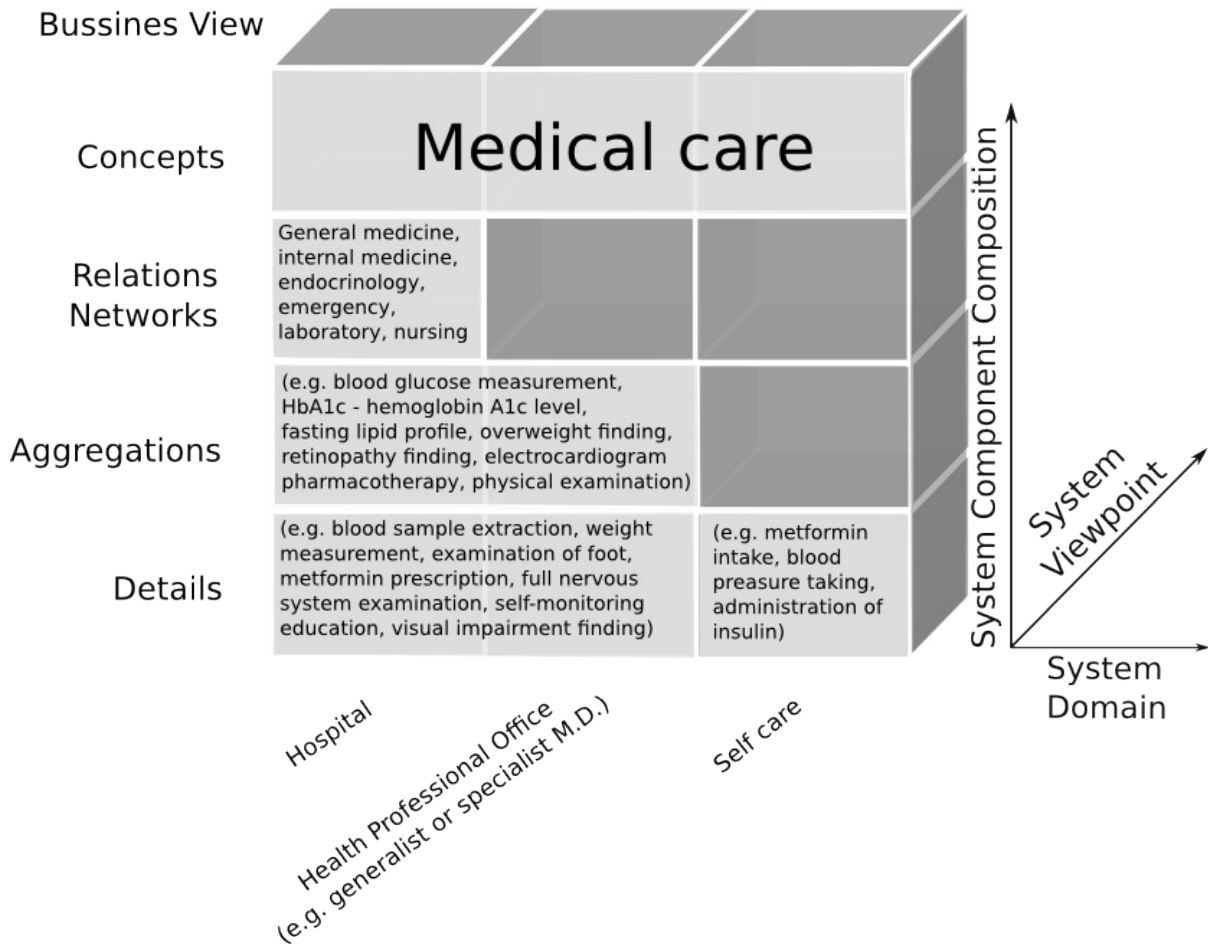 Bussines View
Concepts
Medical care
Relations
Networks
General medicine,
internal medicine,
endocrinology,
emergency,
laboratory, nursing
Aggregations
(e.g. blood glucose measurement,
HbA1c - hemoglobin A1c level,
fasting lipid profile, overweight finding,
retinopathy finding, electrocardiogram
pharmacotherapy, physical examination)
Details
(e.g. blood sample extraction, weight
measurement, examination of foot,
metformin prescription, full nervous
system examination, self-monitoring
education, visual impairment finding)
(e.g. metformin
intake, blood
preasure taking,
administration of
insulin)
Hospital
Health Professional Office
(e.g. generalist or specialist M.D.)
Self care
System Component Composition
System
Viewpoint
System
Domain